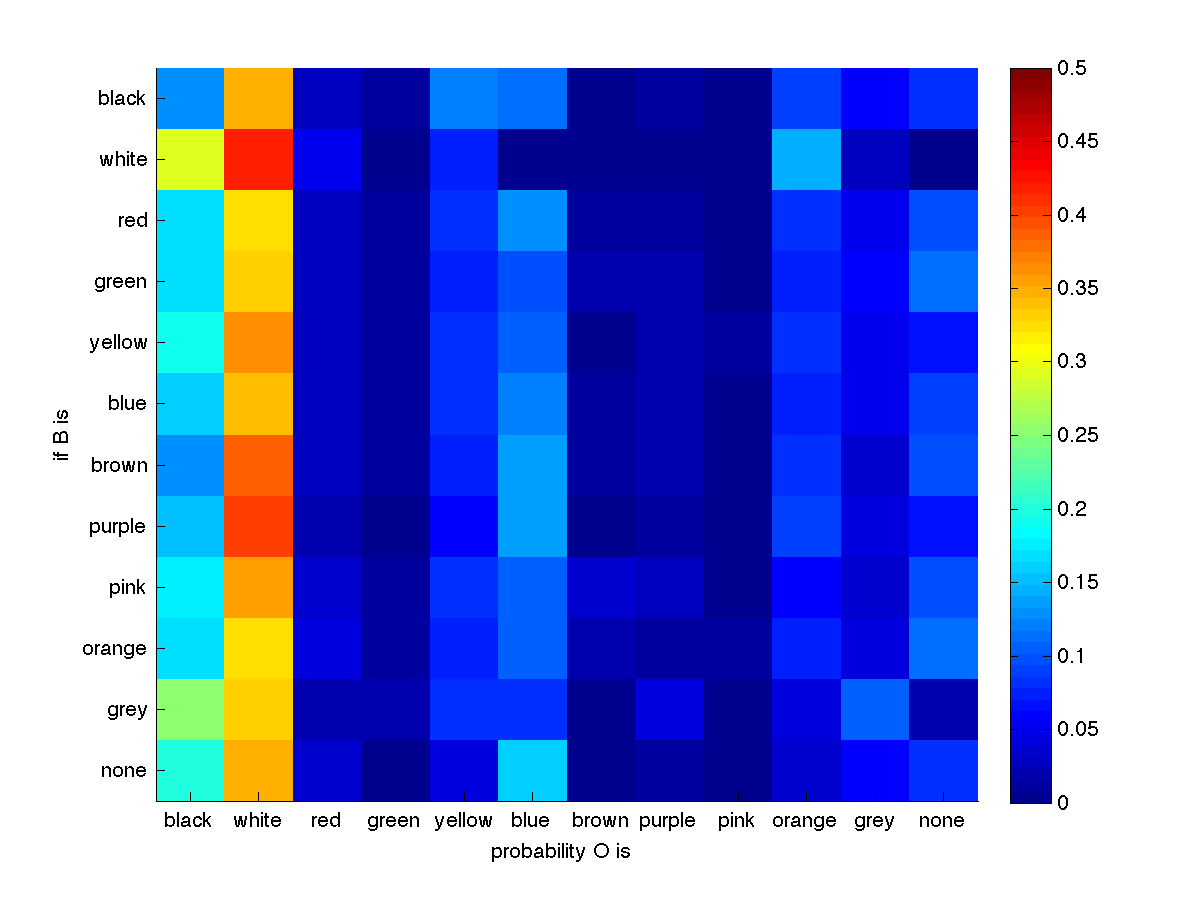 black
white
red
green
yellow
blue
brown
purple
pink
orange
grey
none
if B is
black white red green yellow blue brown purple pink orange grey none
probability O is
0.5
0.45
0.4
0.35
0.3
0.25
0.2
0.15
0.1
0.05
0